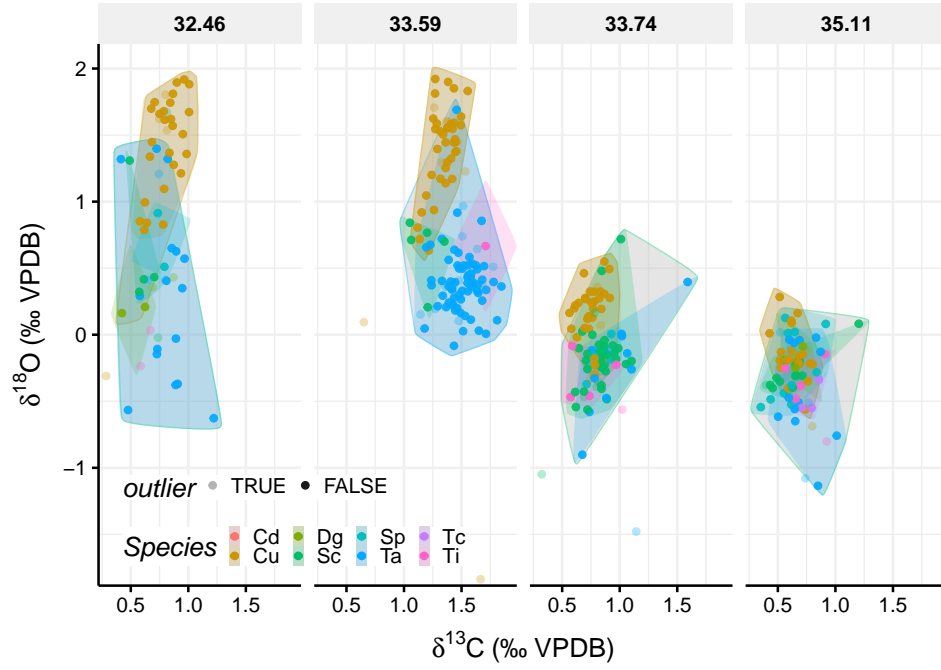 32.46 33.59 33.74 35.11
2
1
0
−1
δ18O (‰ VPDB)
outlier TRUE FALSE
Species Cd Dg Sp Tc
Cu Sc Ta Ti
0.5 1.0 1.5 0.5 1.0 1.5 0.5 1.0 1.5 0.5 1.0 1.5
δ13C (‰ VPDB)